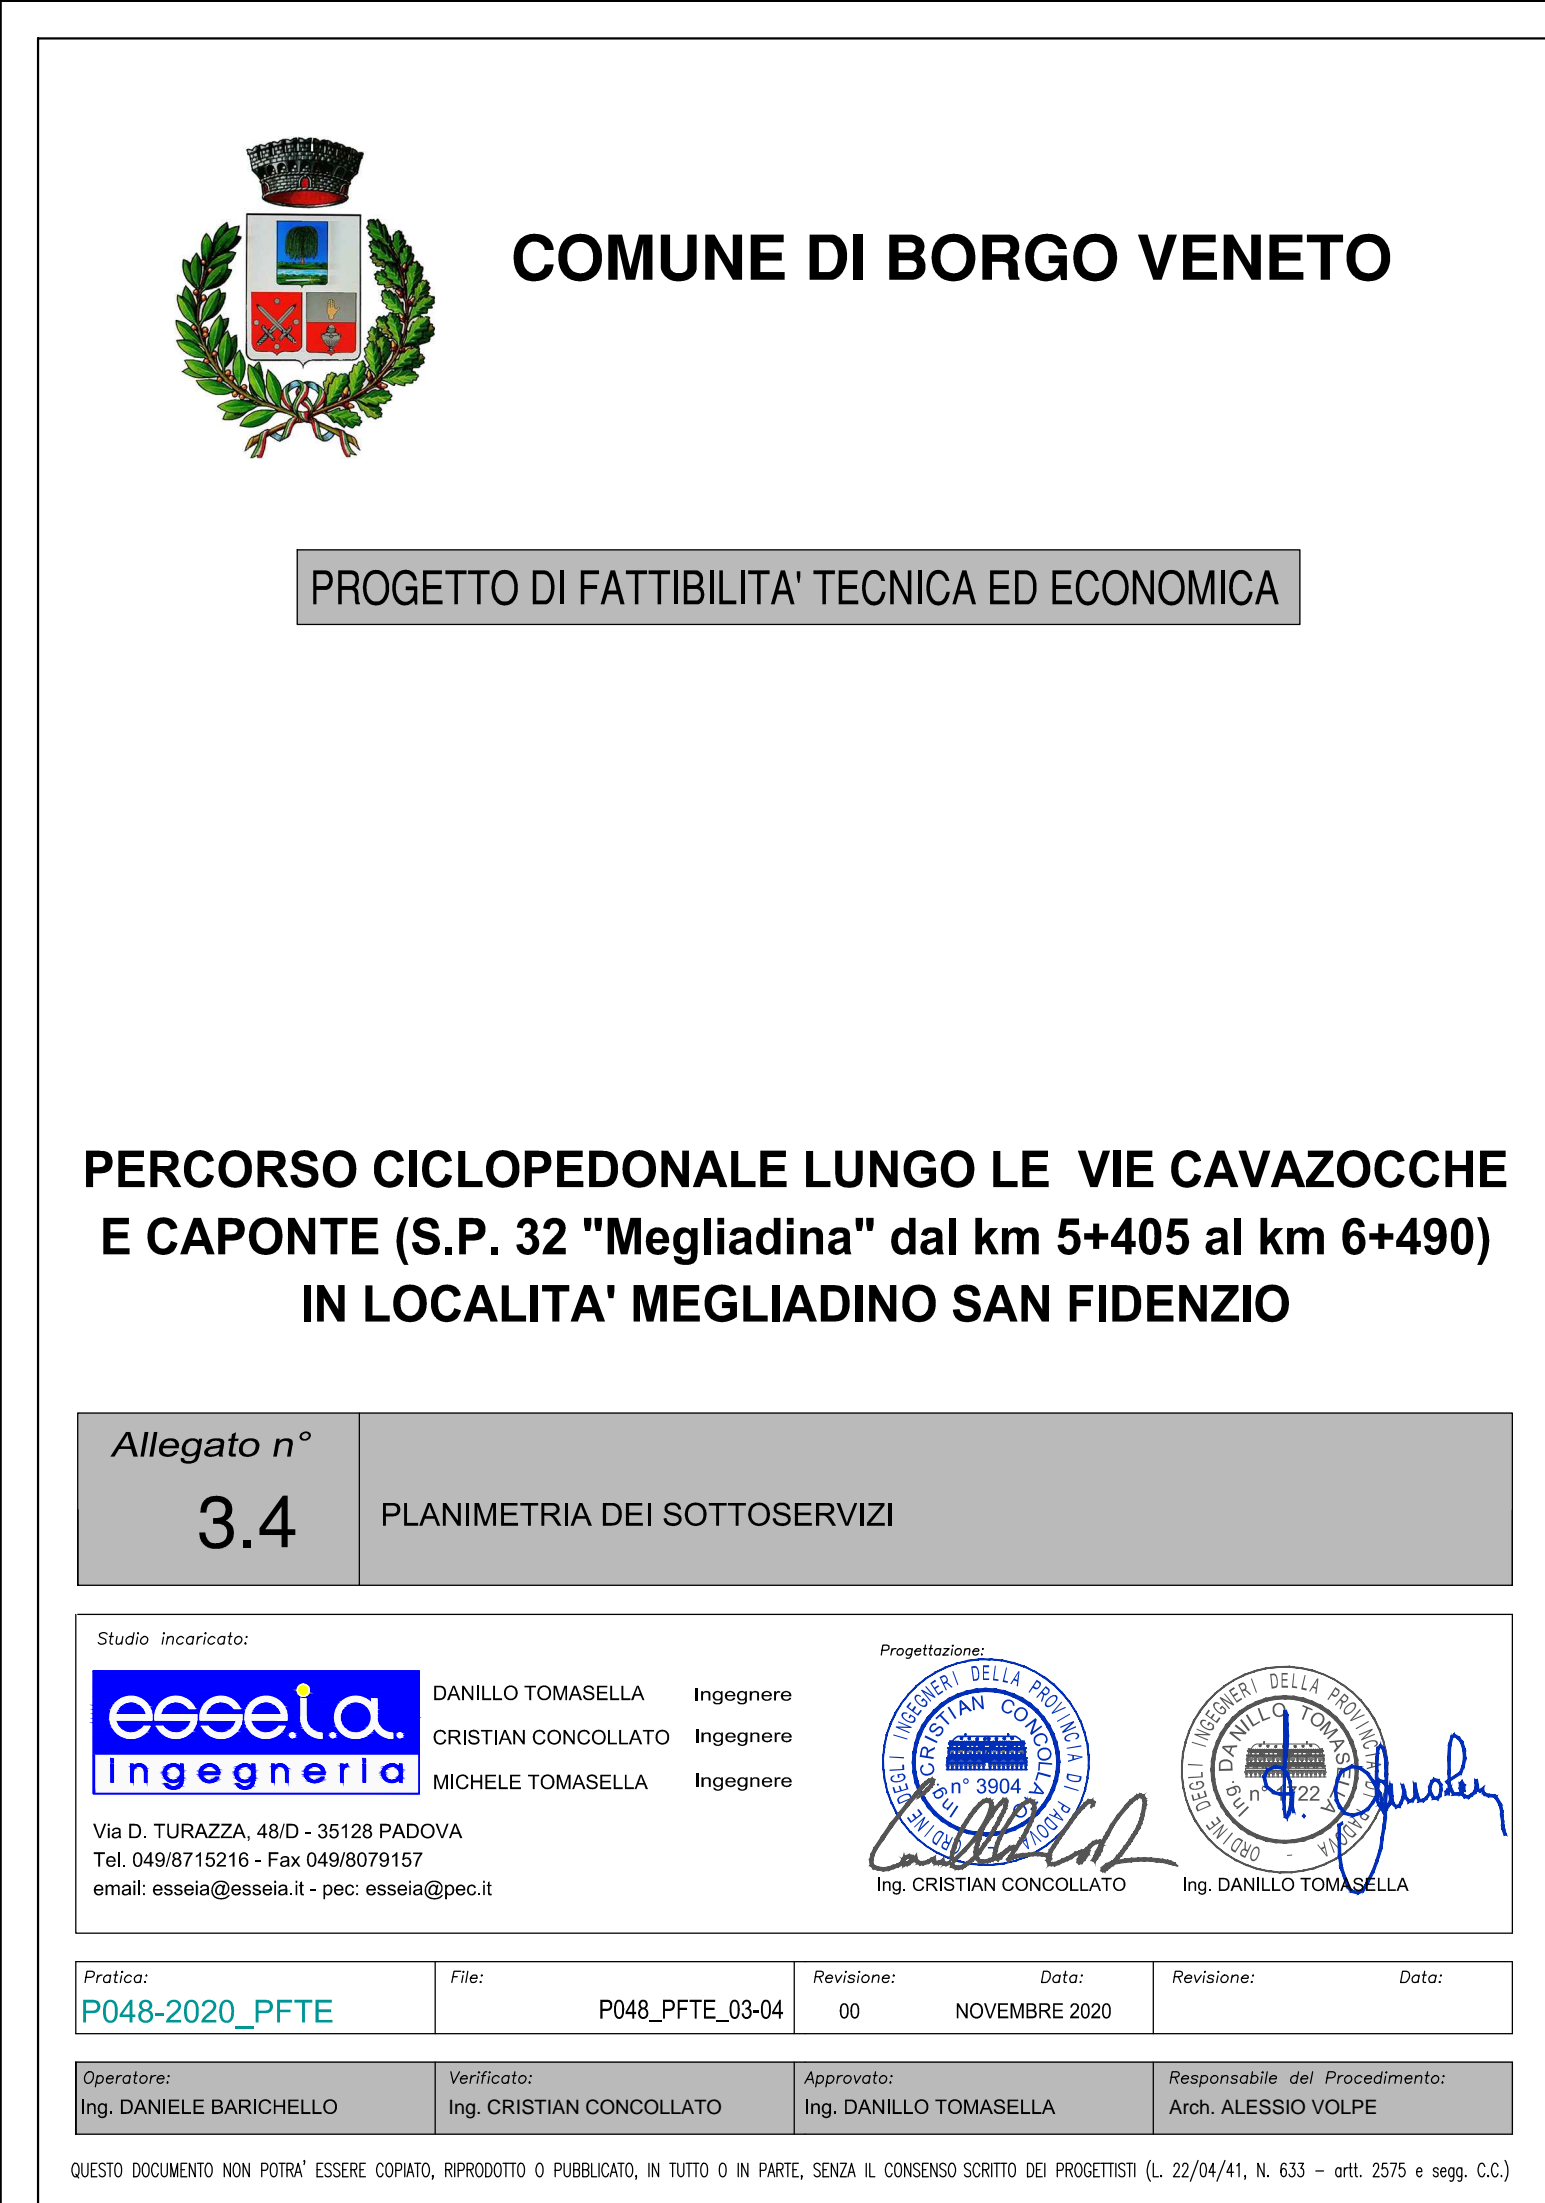 COMUNE DI BORGO VENETO
PROGETTO DI FATTIBILITA' TECNICA ED ECONOMICA
PERCORSO CICLOPEDONALE LUNGO LE VIE CAVAZOCCHE
E CAPONTE (S.P. 32 "Megliadina" dal km 5+405 al km 6+490)
IN LOCALITA' MEGLIADINO SAN FIDENZIO
Allegato n°
3.4
PLANIMETRIA DEI SOTTOSERVIZI
Studio incaricato:
esse.i.a.
Ingegneria
DANILLO TOMASELLA Ingegnere
CRISTIAN CONCOLLATO Ingegnere
MICHELE TOMASELLA Ingegnere
Via D. TURAZZA, 48/D - 35128 PADOVA
Tel. 049/8715216 - Fax 049/8079157
email: esseia@esseia.it - pec: esseia@pec.it
Progettazione:
ORDINE DEGLI INGEGNERI DELLA PROVINCIA DI PADOVA
Ing. CRISTIAN CONCOLLATO
n° 3904
Ing. CRISTIAN CONCOLLATO
ORDINE DEGLI INGEGNERI DELLA PROVINCIA DI PADOVA -
Ing. DANILLO TOMASELLA
n° 1722
Ing. DANILLO TOMASELLA
Pratica:
P048-2020_PFTE
File:
P048_PFTE_03-04
Revisione: Data:
00 NOVEMBRE 2020
Revisione: Data:
Operatore:
Ing. DANIELE BARICHELLO
Verificato:
Ing. CRISTIAN CONCOLLATO
Approvato:
Ing. DANILLO TOMASELLA
Responsabile del Procedimento:
Arch. ALESSIO VOLPE
QUESTO DOCUMENTO NON POTRA' ESSERE COPIATO, RIPRODOTTO O PUBBLICATO, IN TUTTO O IN PARTE, SENZA IL CONSENSO SCRITTO DEI PROGETTISTI (L. 22/04/41, N. 633 – artt. 2575 e segg. C.C.)